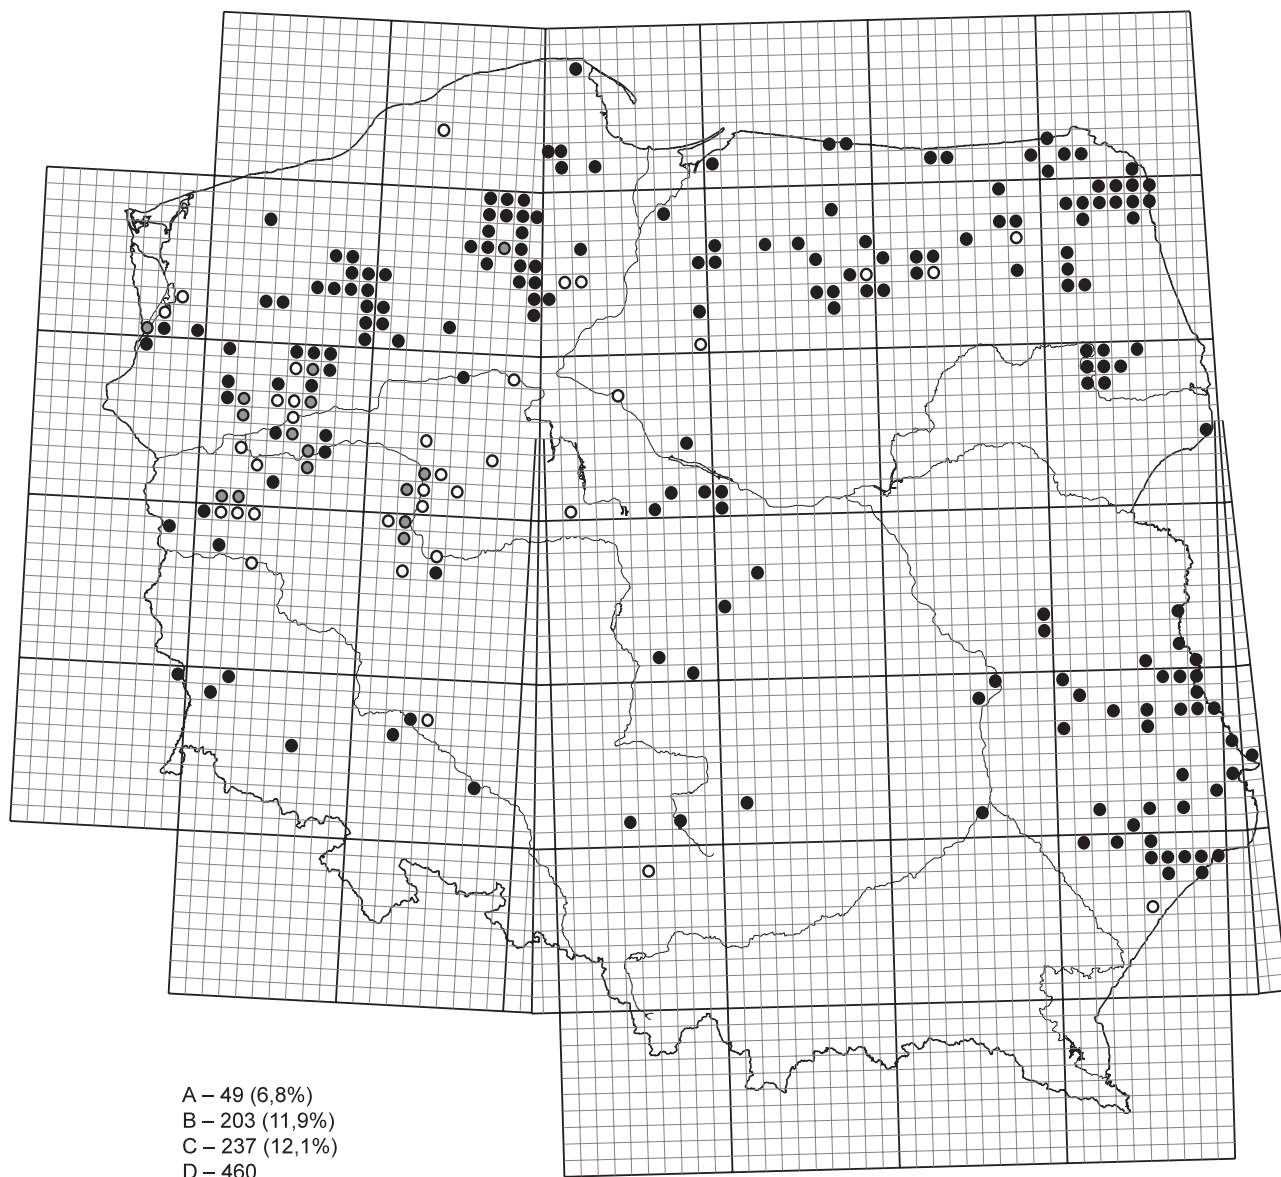 A – 49 (6,8%)
B – 203 (11,9%)
C – 237 (12,1%)
D – 460